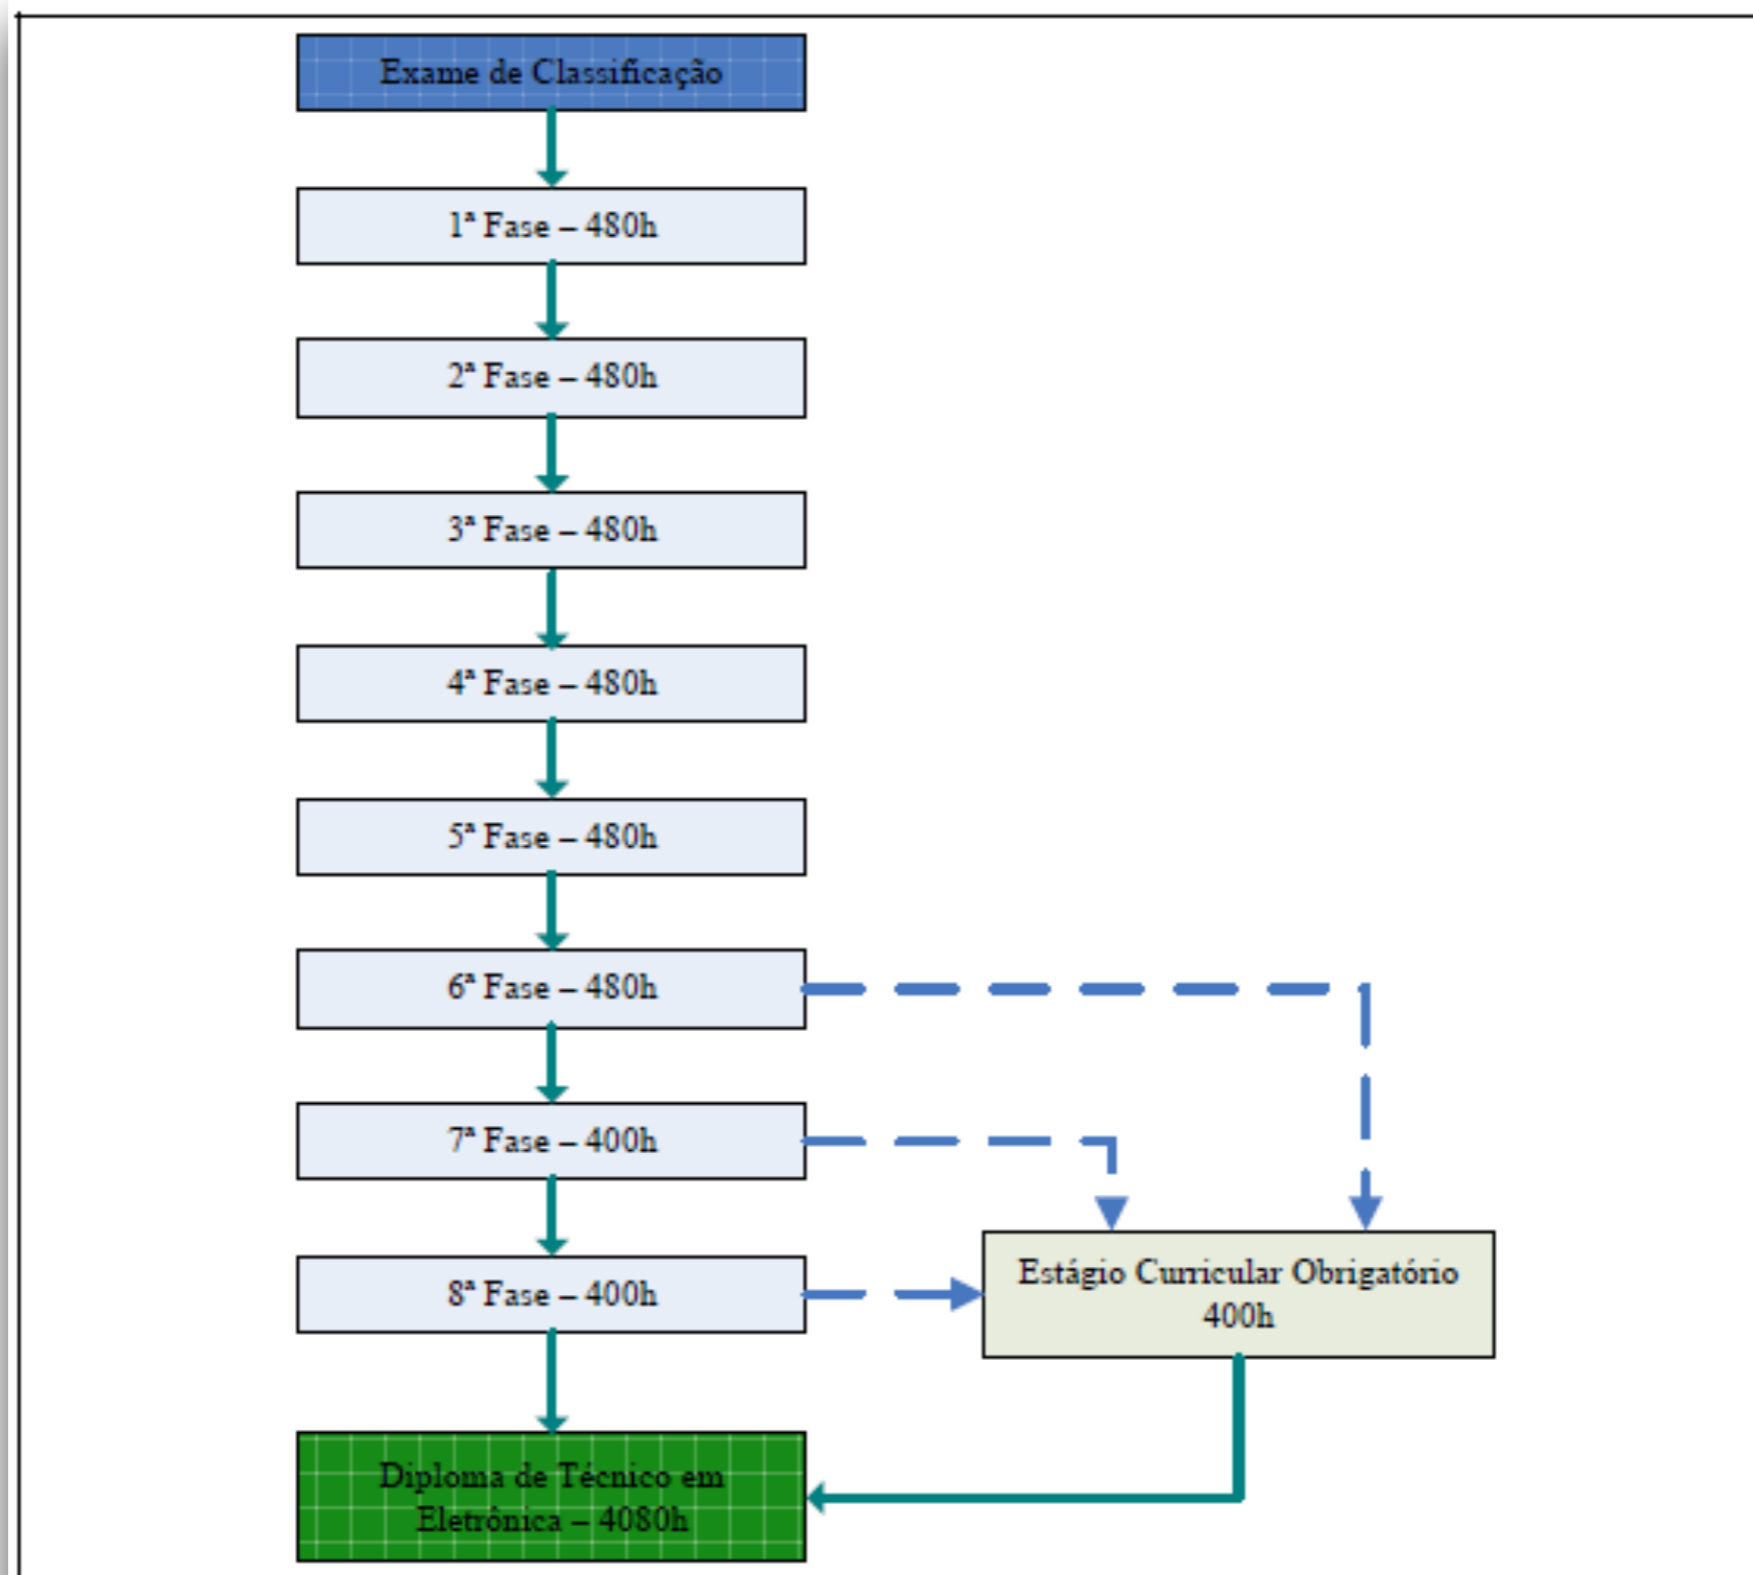 Exame de Classificação
1ª Fase – 480h
2ª Fase – 480h
3ª Fase – 480h
4ª Fase – 480h
5ª Fase – 480h
6ª Fase – 480h
7ª Fase – 400h
8ª Fase – 400h
Estágio Curricular Obrigatório
400h
Diploma de Técnico em
Eletrônica – 4080h